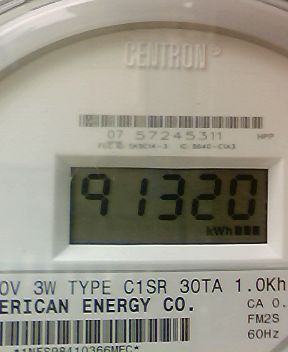 CENTRON®
07 57245311 HPP
91320
kWh
0V 3W TYPE C1SR 30TA 1.0Kh
ERICAN ENERGY CO. CA 0.
FM2S
60Hz